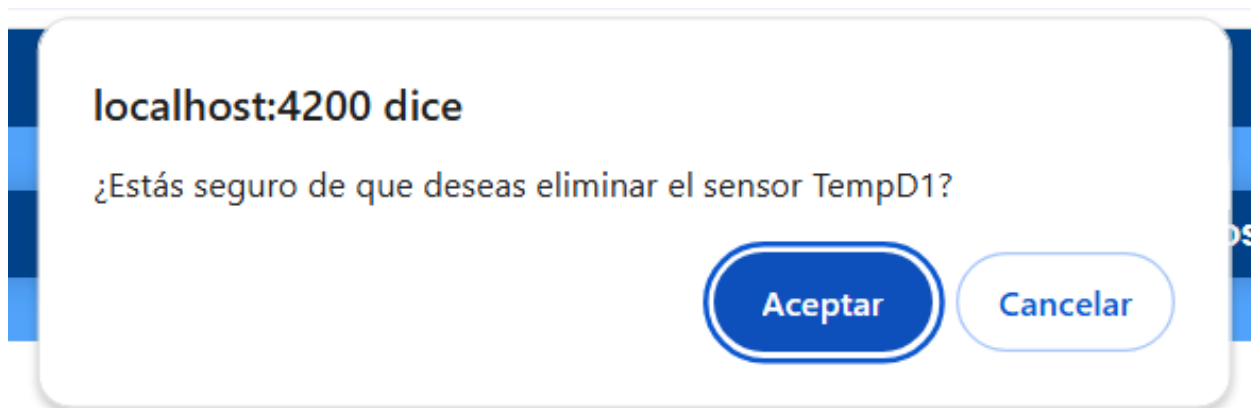 localhost:4200 dice
¿Estás seguro de que deseas eliminar el sensor TempD1?
Aceptar
Cancelar